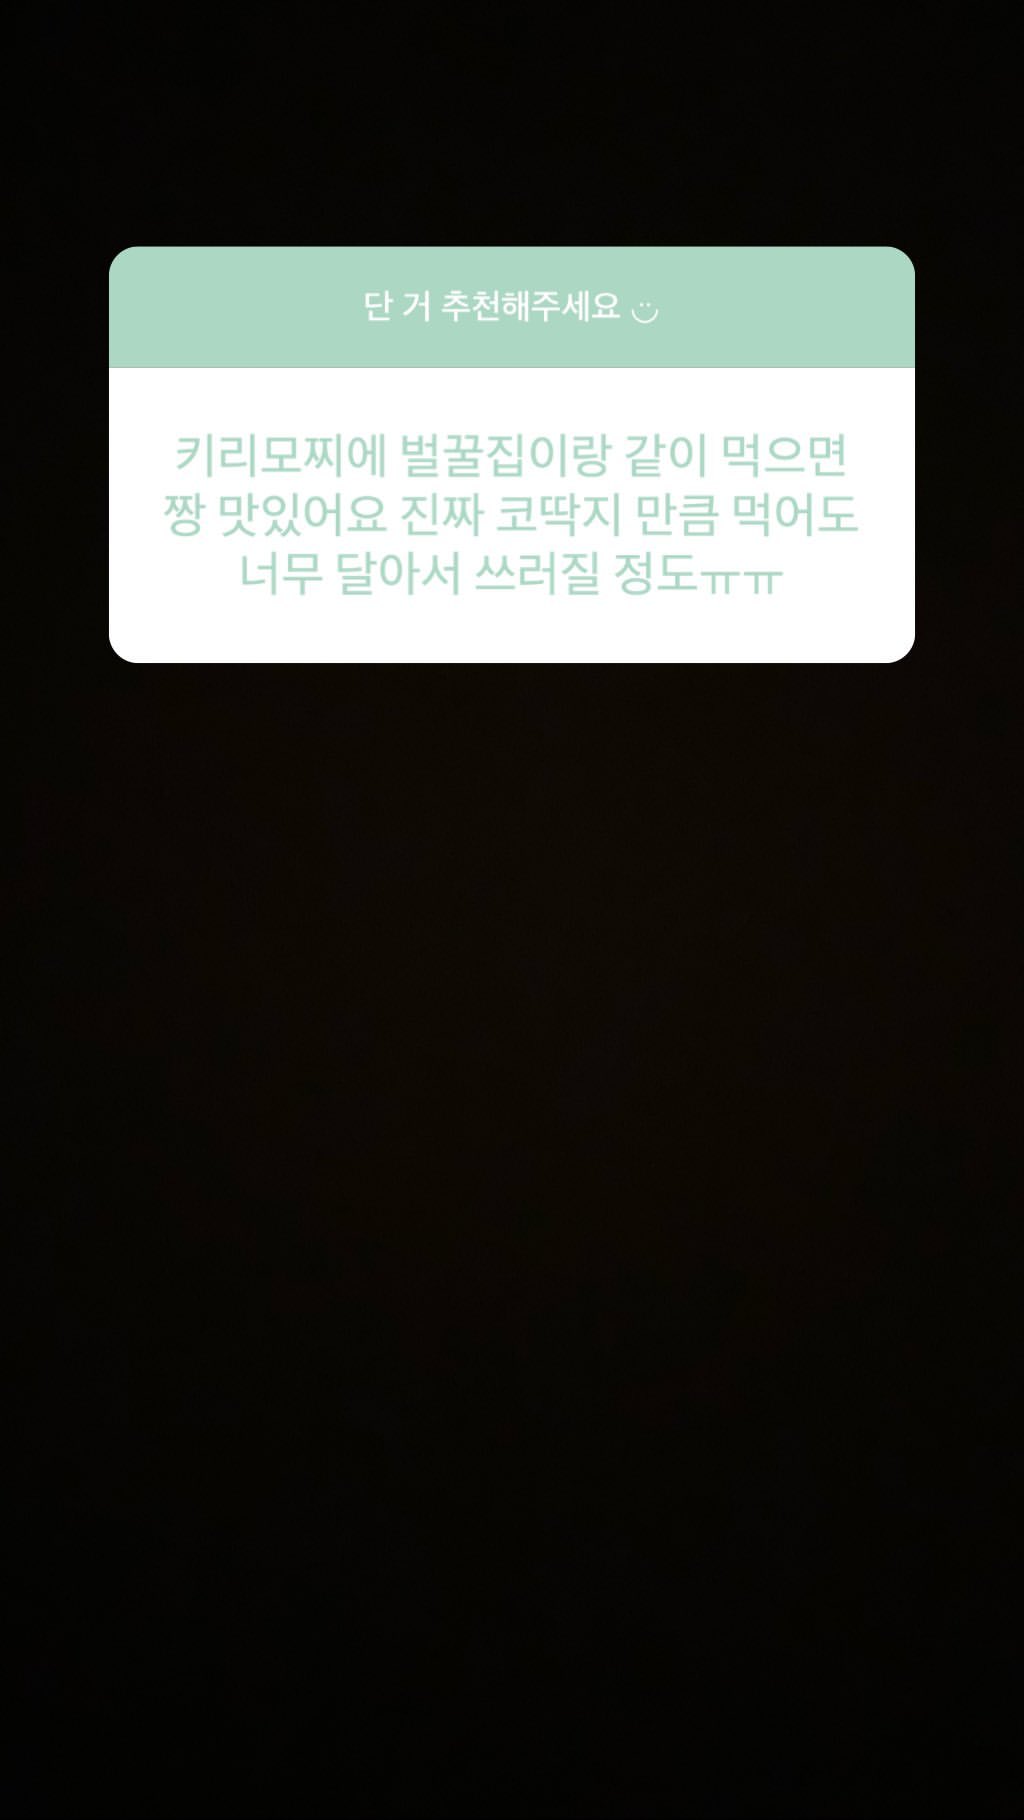 단 거 추천해주세요 ت
키리모찌에 벌꿀집이랑 같이 먹으면
짱 맛있어요 진짜 코딱지 만큼 먹어도
너무 달아서 쓰러질 정도ㅠㅠ